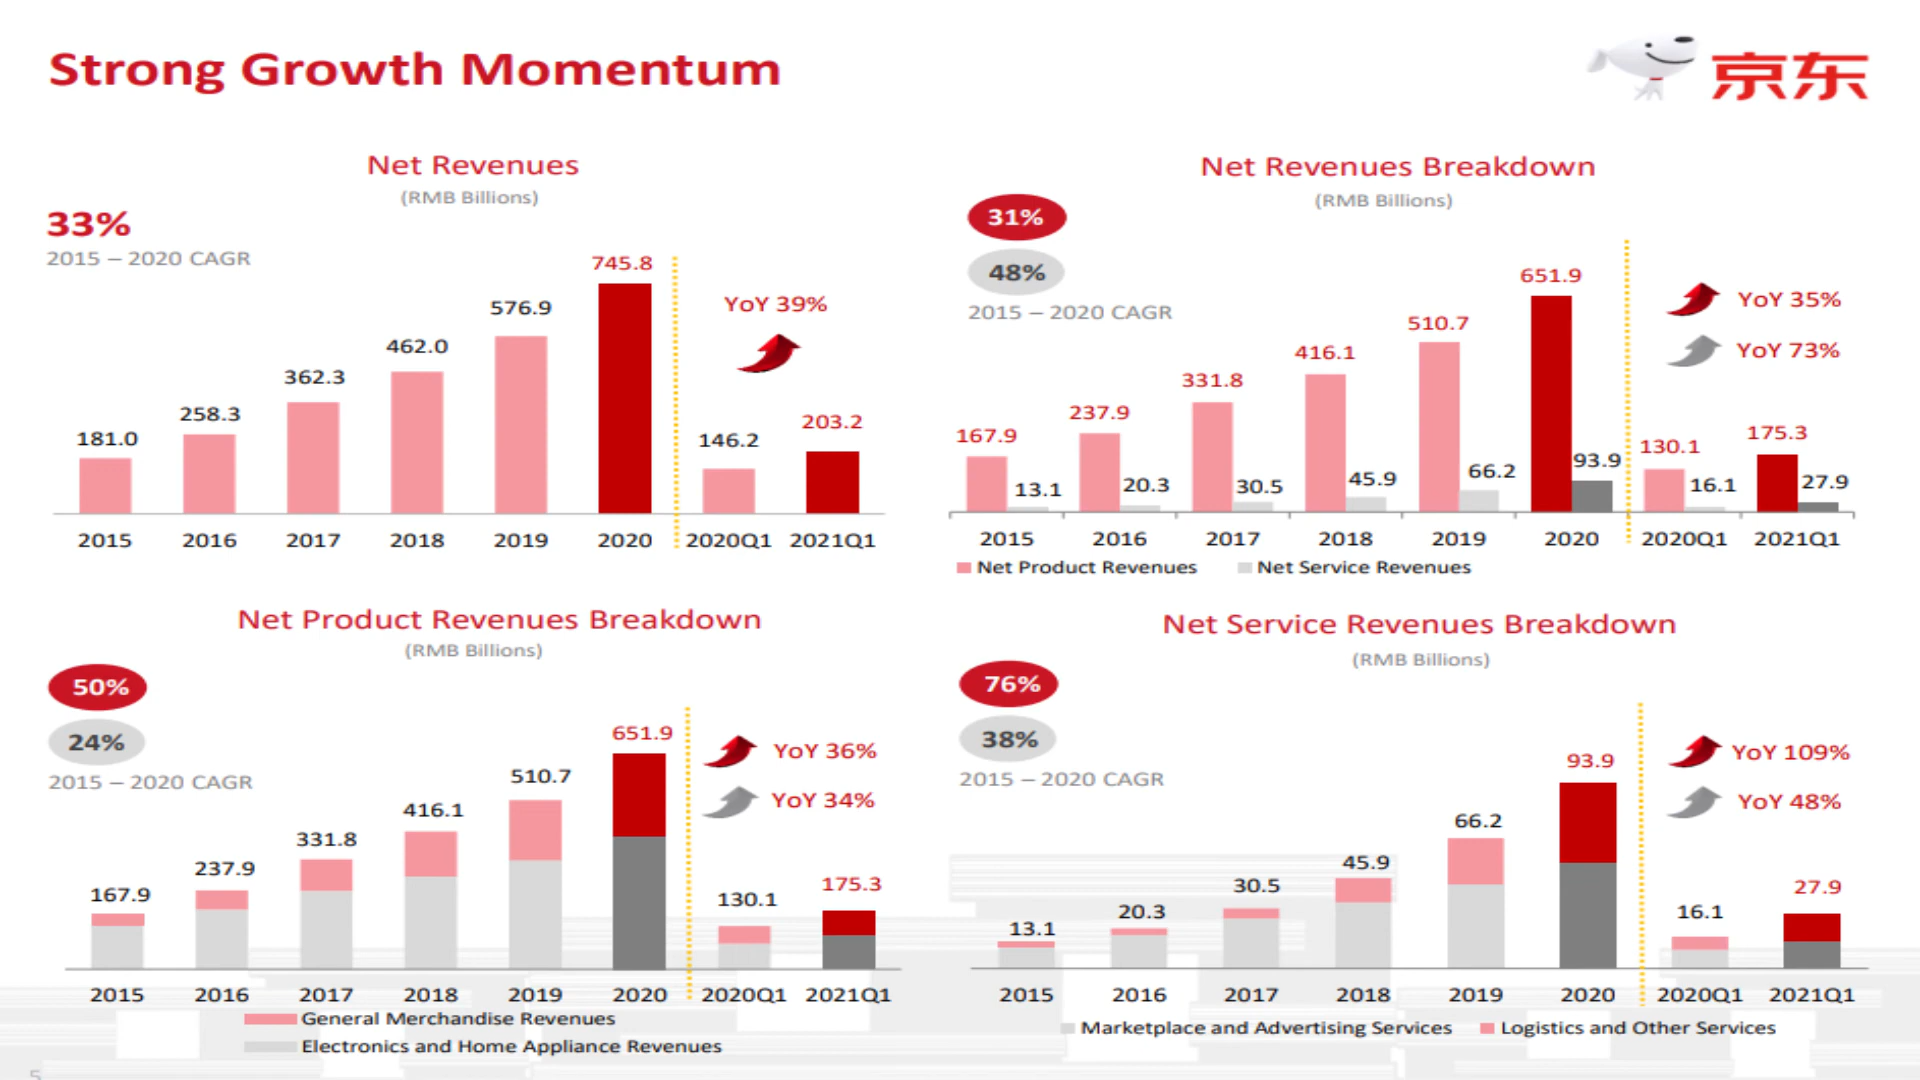 Strong Growth Momentum
京东
Net Revenues
(RMB Billions)
33%
2015 – 2020 CAGR
181.0
258.3
362.3
462.0
576.9
745.8
YoY 39%
146.2
203.2
2015 2016 2017 2018 2019 2020 2020Q1 2021Q1
Net Revenues Breakdown
(RMB Billions)
31%
48%
2015 – 2020 CAGR
167.9
13.1
237.9
20.3
331.8
30.5
416.1
45.9
510.7
66.2
651.9
93.9
YoY 35%
YoY 73%
130.1
16.1
175.3
27.9
2015 2016 2017 2018 2019 2020 2020Q1 2021Q1
Net Product Revenues Net Service Revenues
Net Product Revenues Breakdown
(RMB Billions)
50%
24%
2015 – 2020 CAGR
167.9
237.9
331.8
416.1
510.7
651.9
YoY 36%
YoY 34%
130.1
175.3
2015 2016 2017 2018 2019 2020 2020Q1 2021Q1
General Merchandise Revenues
Electronics and Home Appliance Revenues
Net Service Revenues Breakdown
(RMB Billions)
76%
38%
2015 – 2020 CAGR
13.1
20.3
30.5
45.9
66.2
93.9
YoY 109%
YoY 48%
16.1
27.9
2015 2016 2017 2018 2019 2020 2020Q1 2021Q1
Marketplace and Advertising Services Logistics and Other Services
5